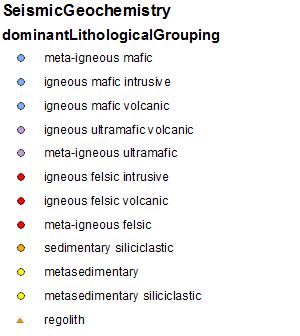 SeismicGeochemistry
dominantLithologicalGrouping
meta-igneous mafic
igneous mafic intrusive
igneous mafic volcanic
igneous ultramafic volcanic
meta-igneous ultramafic
igneous felsic intrusive
igneous felsic volcanic
meta-igneous felsic
sedimentary siliciclastic
metasedimentary
metasedimentary siliciclastic
regolith